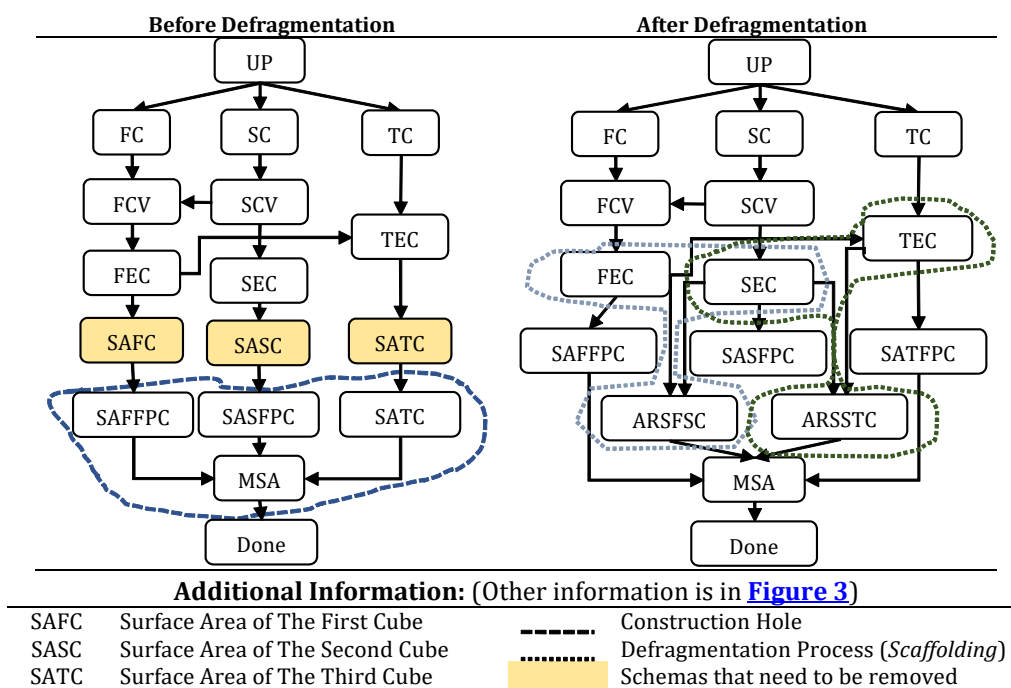 Before Defragmentation
After Defragmentation
UP
FC SC TC
FCV SCV
TEC
FEC SEC
SAFC SASC SATC
SAFFPC SASFPC SATC
MSA
Done
UP
FC SC TC
FCV SCV
TEC
FEC SEC
SAFFPC SASFPC SATFPC
ARSFSC ARSSTC
MSA
Done
Additional Information: (Other information is in Figure 3)
SAFC Surface Area of The First Cube
SASC Surface Area of The Second Cube
SATC Surface Area of The Third Cube
Construction Hole
Defragmentation Process (Scaffolding)
Schemas that need to be removed